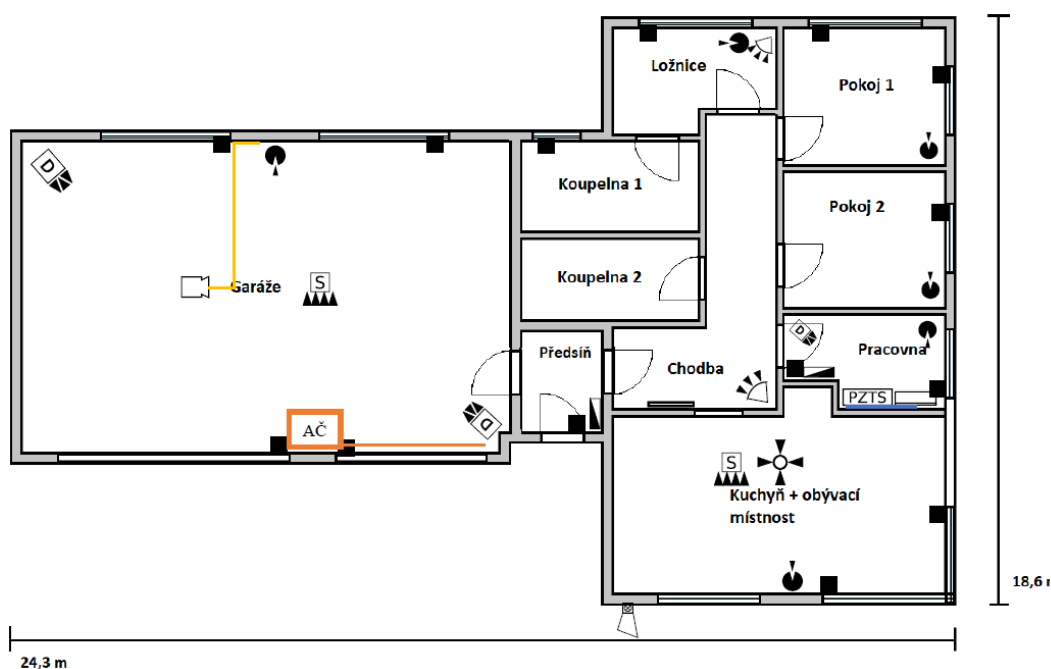 Ložnice
Pokoj 1
D
Koupelna 1
Pokoj 2
Garáže
S
Koupelna 2
D
Předsíň
Pracovna
Chodba
PZTS
AČ
D
S
Kuchyň + obývací
místnost
18,6 m
24,3 m